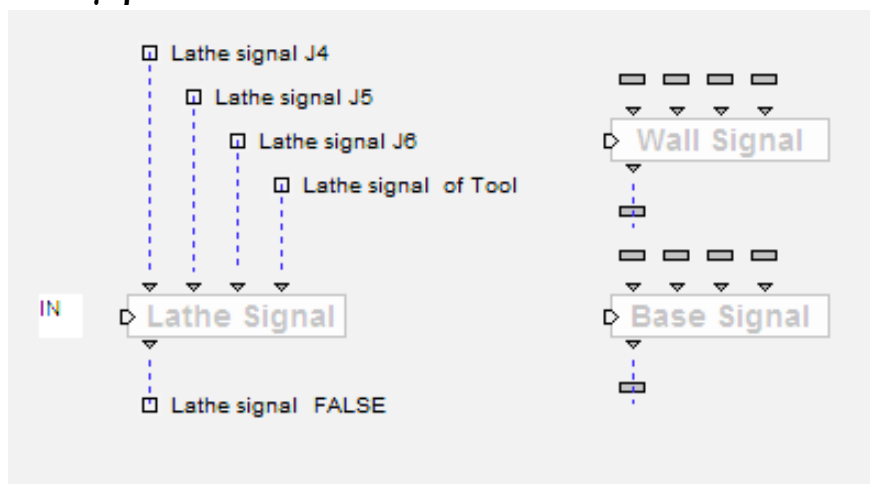 Lathe signal J4
Lathe signal J5
Lathe signal J6
Lathe signal of Tool
Wall Signal
IN
Lathe Signal
Base Signal
Lathe signal FALSE